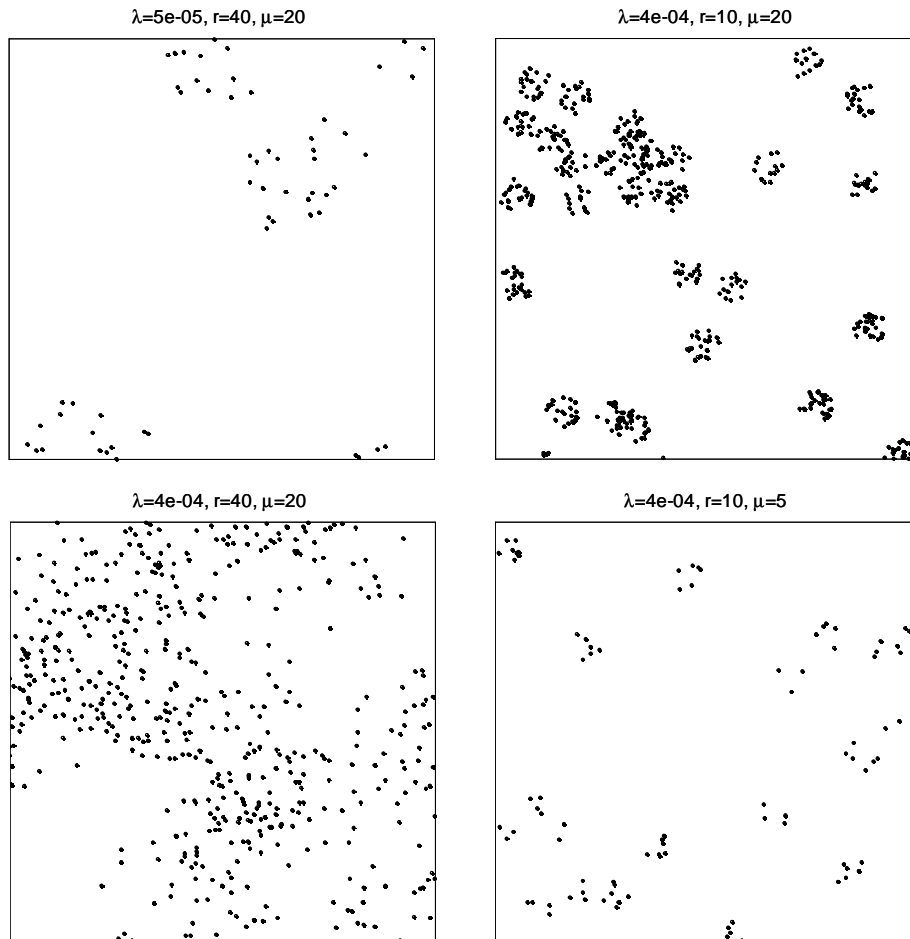 λ=5e-05, r=40, μ=20
λ=4e-04, r=10, μ=20
λ=4e-04, r=40, μ=20
λ=4e-04, r=10, μ=5